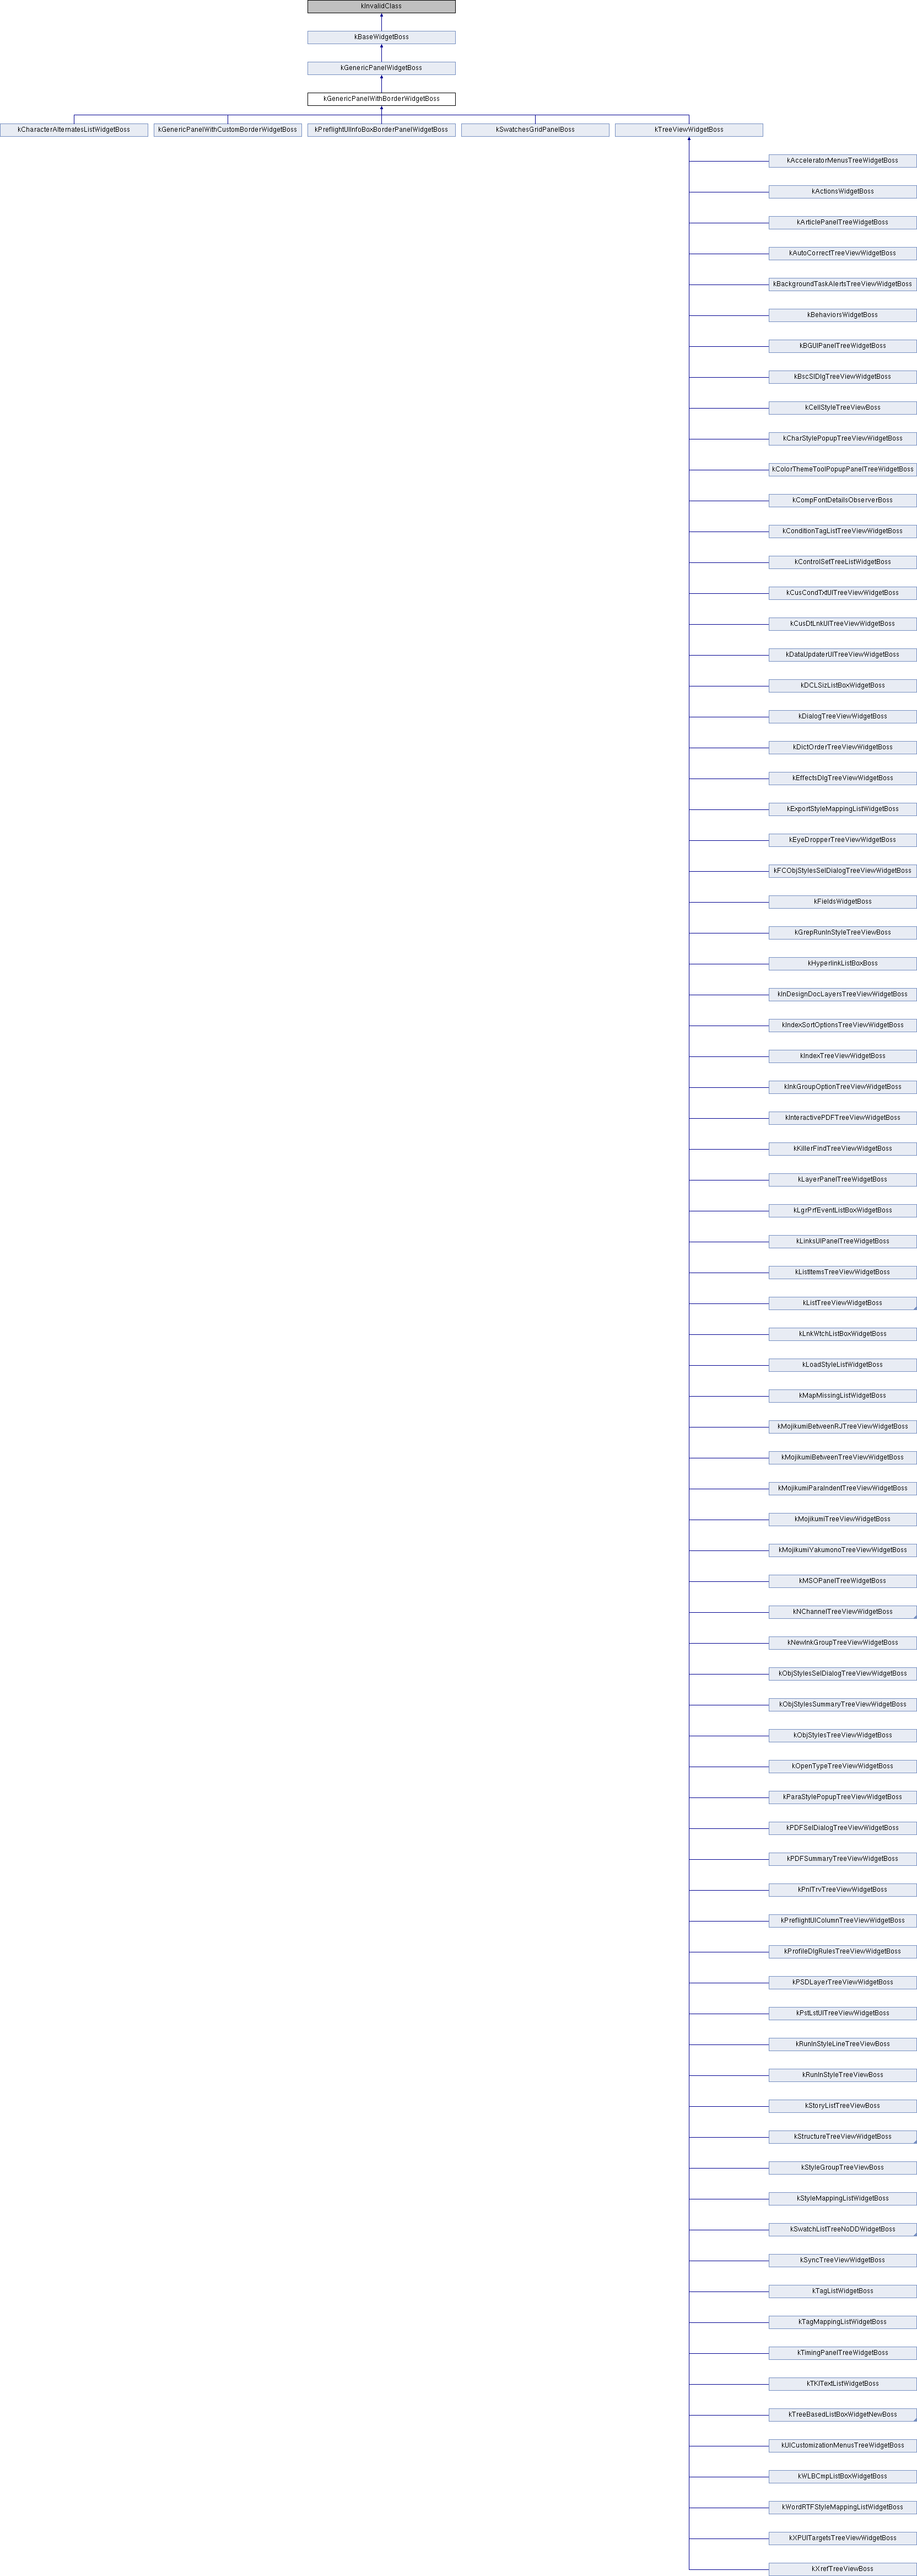 kInvalidClass
kBaseWidgetBoss
kGenericPanelWidgetBoss
kGenericPanelWithBorderWidgetBoss
kCharacterAlternatesListWidgetBoss
kGenericPanelWithCustomBorderWidgetBoss
kPreflightUIInfoBoxBorderPanelWidgetBoss
kSwatchesGridPanelBoss
kTreeViewWidgetBoss
kAcceleratorMenusTreeWidgetBoss
kActionsWidgetBoss
kArticlePanelTreeWidgetBoss
kAutoCorrectTreeViewWidgetBoss
kBackgroundTaskAlertsTreeViewWidgetBoss
kBehaviorsWidgetBoss
kBGUIPanelTreeWidgetBoss
kBscSlDlgTreeViewWidgetBoss
kCellStyleTreeViewBoss
kCharStylePopupTreeViewWidgetBoss
kColorThemeToolPopupPanelTreeWidgetBoss
kCompFontDetailsObserverBoss
kConditionTagListTreeViewWidgetBoss
kControlSetTreeListWidgetBoss
kCusCondTxtUITreeViewWidgetBoss
kCusDtLnkUITreeViewWidgetBoss
kDataUpdaterUITreeViewWidgetBoss
kDCLSizListBoxWidgetBoss
kDialogTreeViewWidgetBoss
kDictOrderTreeViewWidgetBoss
kEffectsDlgTreeViewWidgetBoss
kExportStyleMappingListWidgetBoss
kEyeDropperTreeViewWidgetBoss
kFCObjStylesSelDialogTreeViewWidgetBoss
kFieldsWidgetBoss
kGrepRunInStyleTreeViewBoss
kHyperlinkListBoxBoss
kInDesignDocLayersTreeViewWidgetBoss
kIndexSortOptionsTreeViewWidgetBoss
kIndexTreeViewWidgetBoss
kInkGroupOptionTreeViewWidgetBoss
kInteractivePDFTreeViewWidgetBoss
kKillerFindTreeViewWidgetBoss
kLayerPanelTreeWidgetBoss
kLgrPrfEventListBoxWidgetBoss
kLinksUIPanelTreeWidgetBoss
kListItemsTreeViewWidgetBoss
kListTreeViewWidgetBoss
kLnkWtchListBoxWidgetBoss
kLoadStyleListWidgetBoss
kMapMissingListWidgetBoss
kMojikumiBetweenRJTreeViewWidgetBoss
kMojikumiBetweenTreeViewWidgetBoss
kMojikumiParaIndentTreeViewWidgetBoss
kMojikumiTreeViewWidgetBoss
kMojikumiYakumonoTreeViewWidgetBoss
kMSOPanelTreeWidgetBoss
kNChannelTreeViewWidgetBoss
kNewInkGroupTreeViewWidgetBoss
kObjStylesSelDialogTreeViewWidgetBoss
kObjStylesSummaryTreeViewWidgetBoss
kObjStylesTreeViewWidgetBoss
kOpenTypeTreeViewWidgetBoss
kParaStylePopupTreeViewWidgetBoss
kPDFSelDialogTreeViewWidgetBoss
kPDFSummaryTreeViewWidgetBoss
kPnlTrvTreeViewWidgetBoss
kPreflightUIColumnTreeViewWidgetBoss
kProfileDlgRulesTreeViewWidgetBoss
kPSDLayerTreeViewWidgetBoss
kPstLstUITreeViewWidgetBoss
kRunInStyleLineTreeViewBoss
kRunInStyleTreeViewBoss
kStoryListTreeViewBoss
kStructureTreeViewWidgetBoss
kStyleGroupTreeViewBoss
kStyleMappingListWidgetBoss
kSwatchListTreeNoDDWidgetBoss
kSyncTreeViewWidgetBoss
kTagListWidgetBoss
kTagMappingListWidgetBoss
kTimingPanelTreeWidgetBoss
kTKITextListWidgetBoss
kTreeBasedListBoxWidgetNewBoss
kUICustomizationMenusTreeWidgetBoss
kWLBCmpListBoxWidgetBoss
kWordRTFStyleMappingListWidgetBoss
kXPUITargetsTreeViewWidgetBoss
kXrefTreeViewBoss